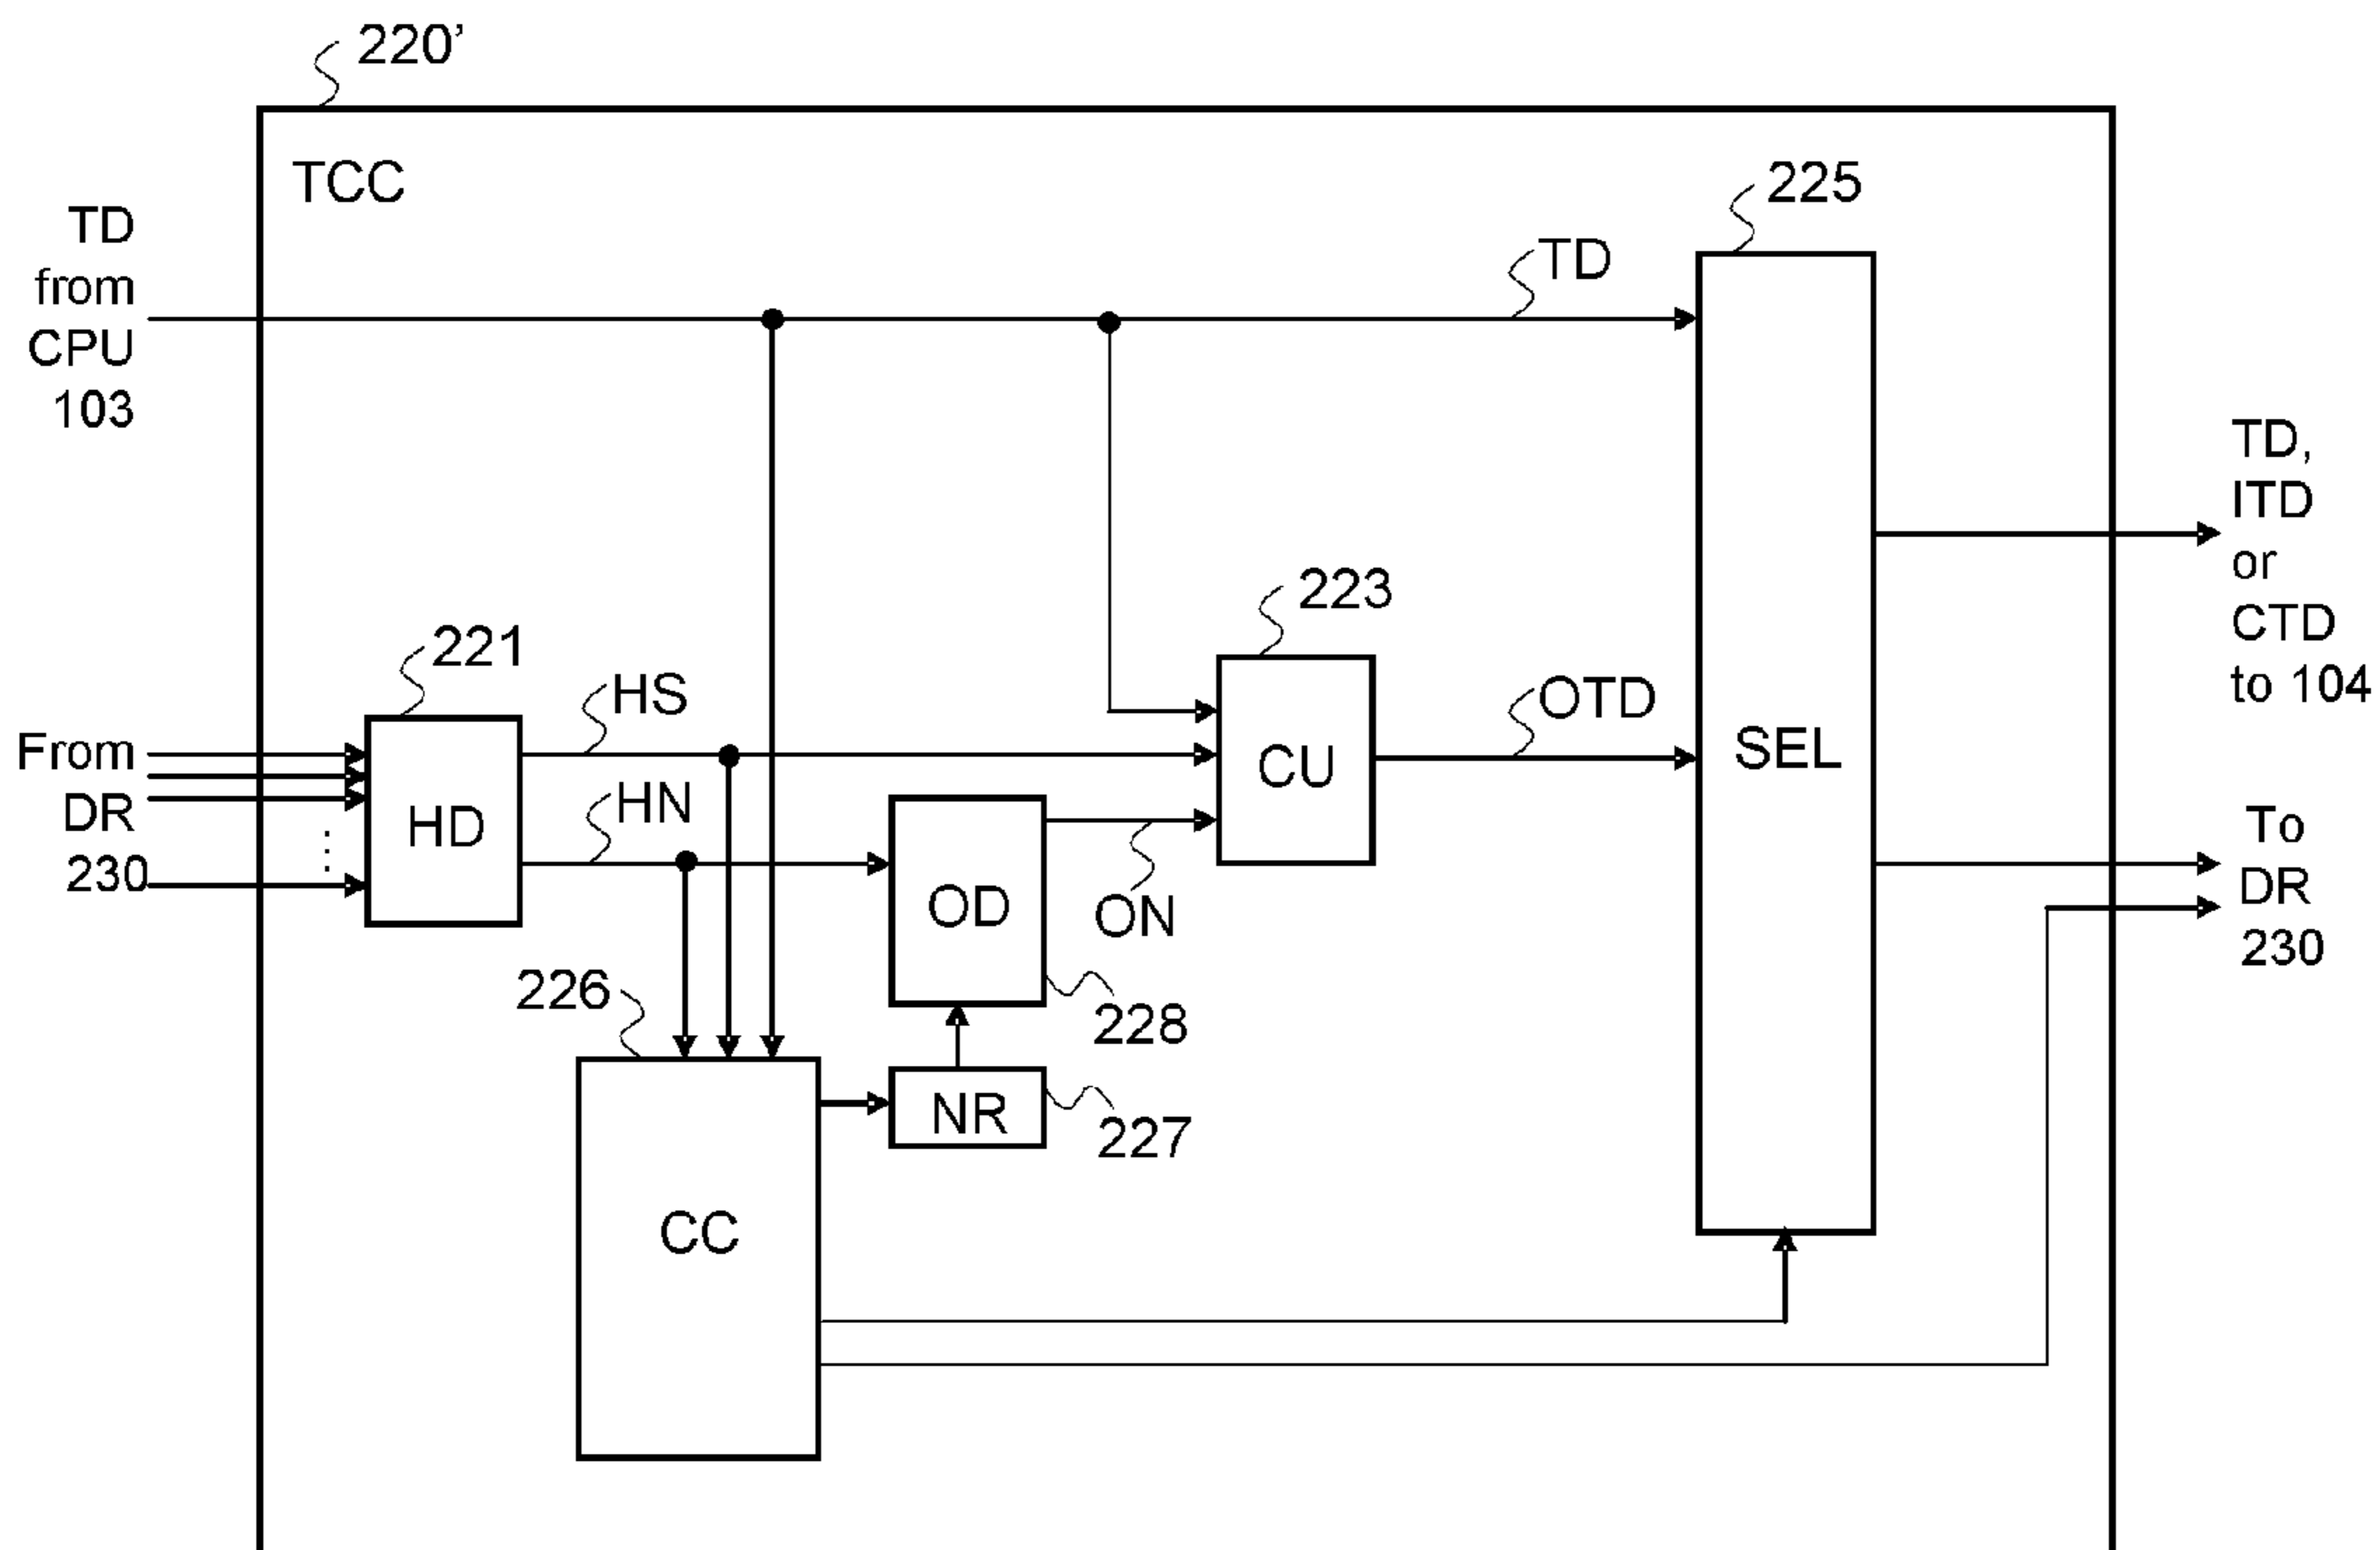 220’
TCC
TD
from
CPU
103
225
TD
TD,
ITD
or
CTD
to 104
223
221
HS
OTD
From
DR
230
HD
HN
CU
SEL
To
DR
230
OD
ON
226
228
NR
227
CC